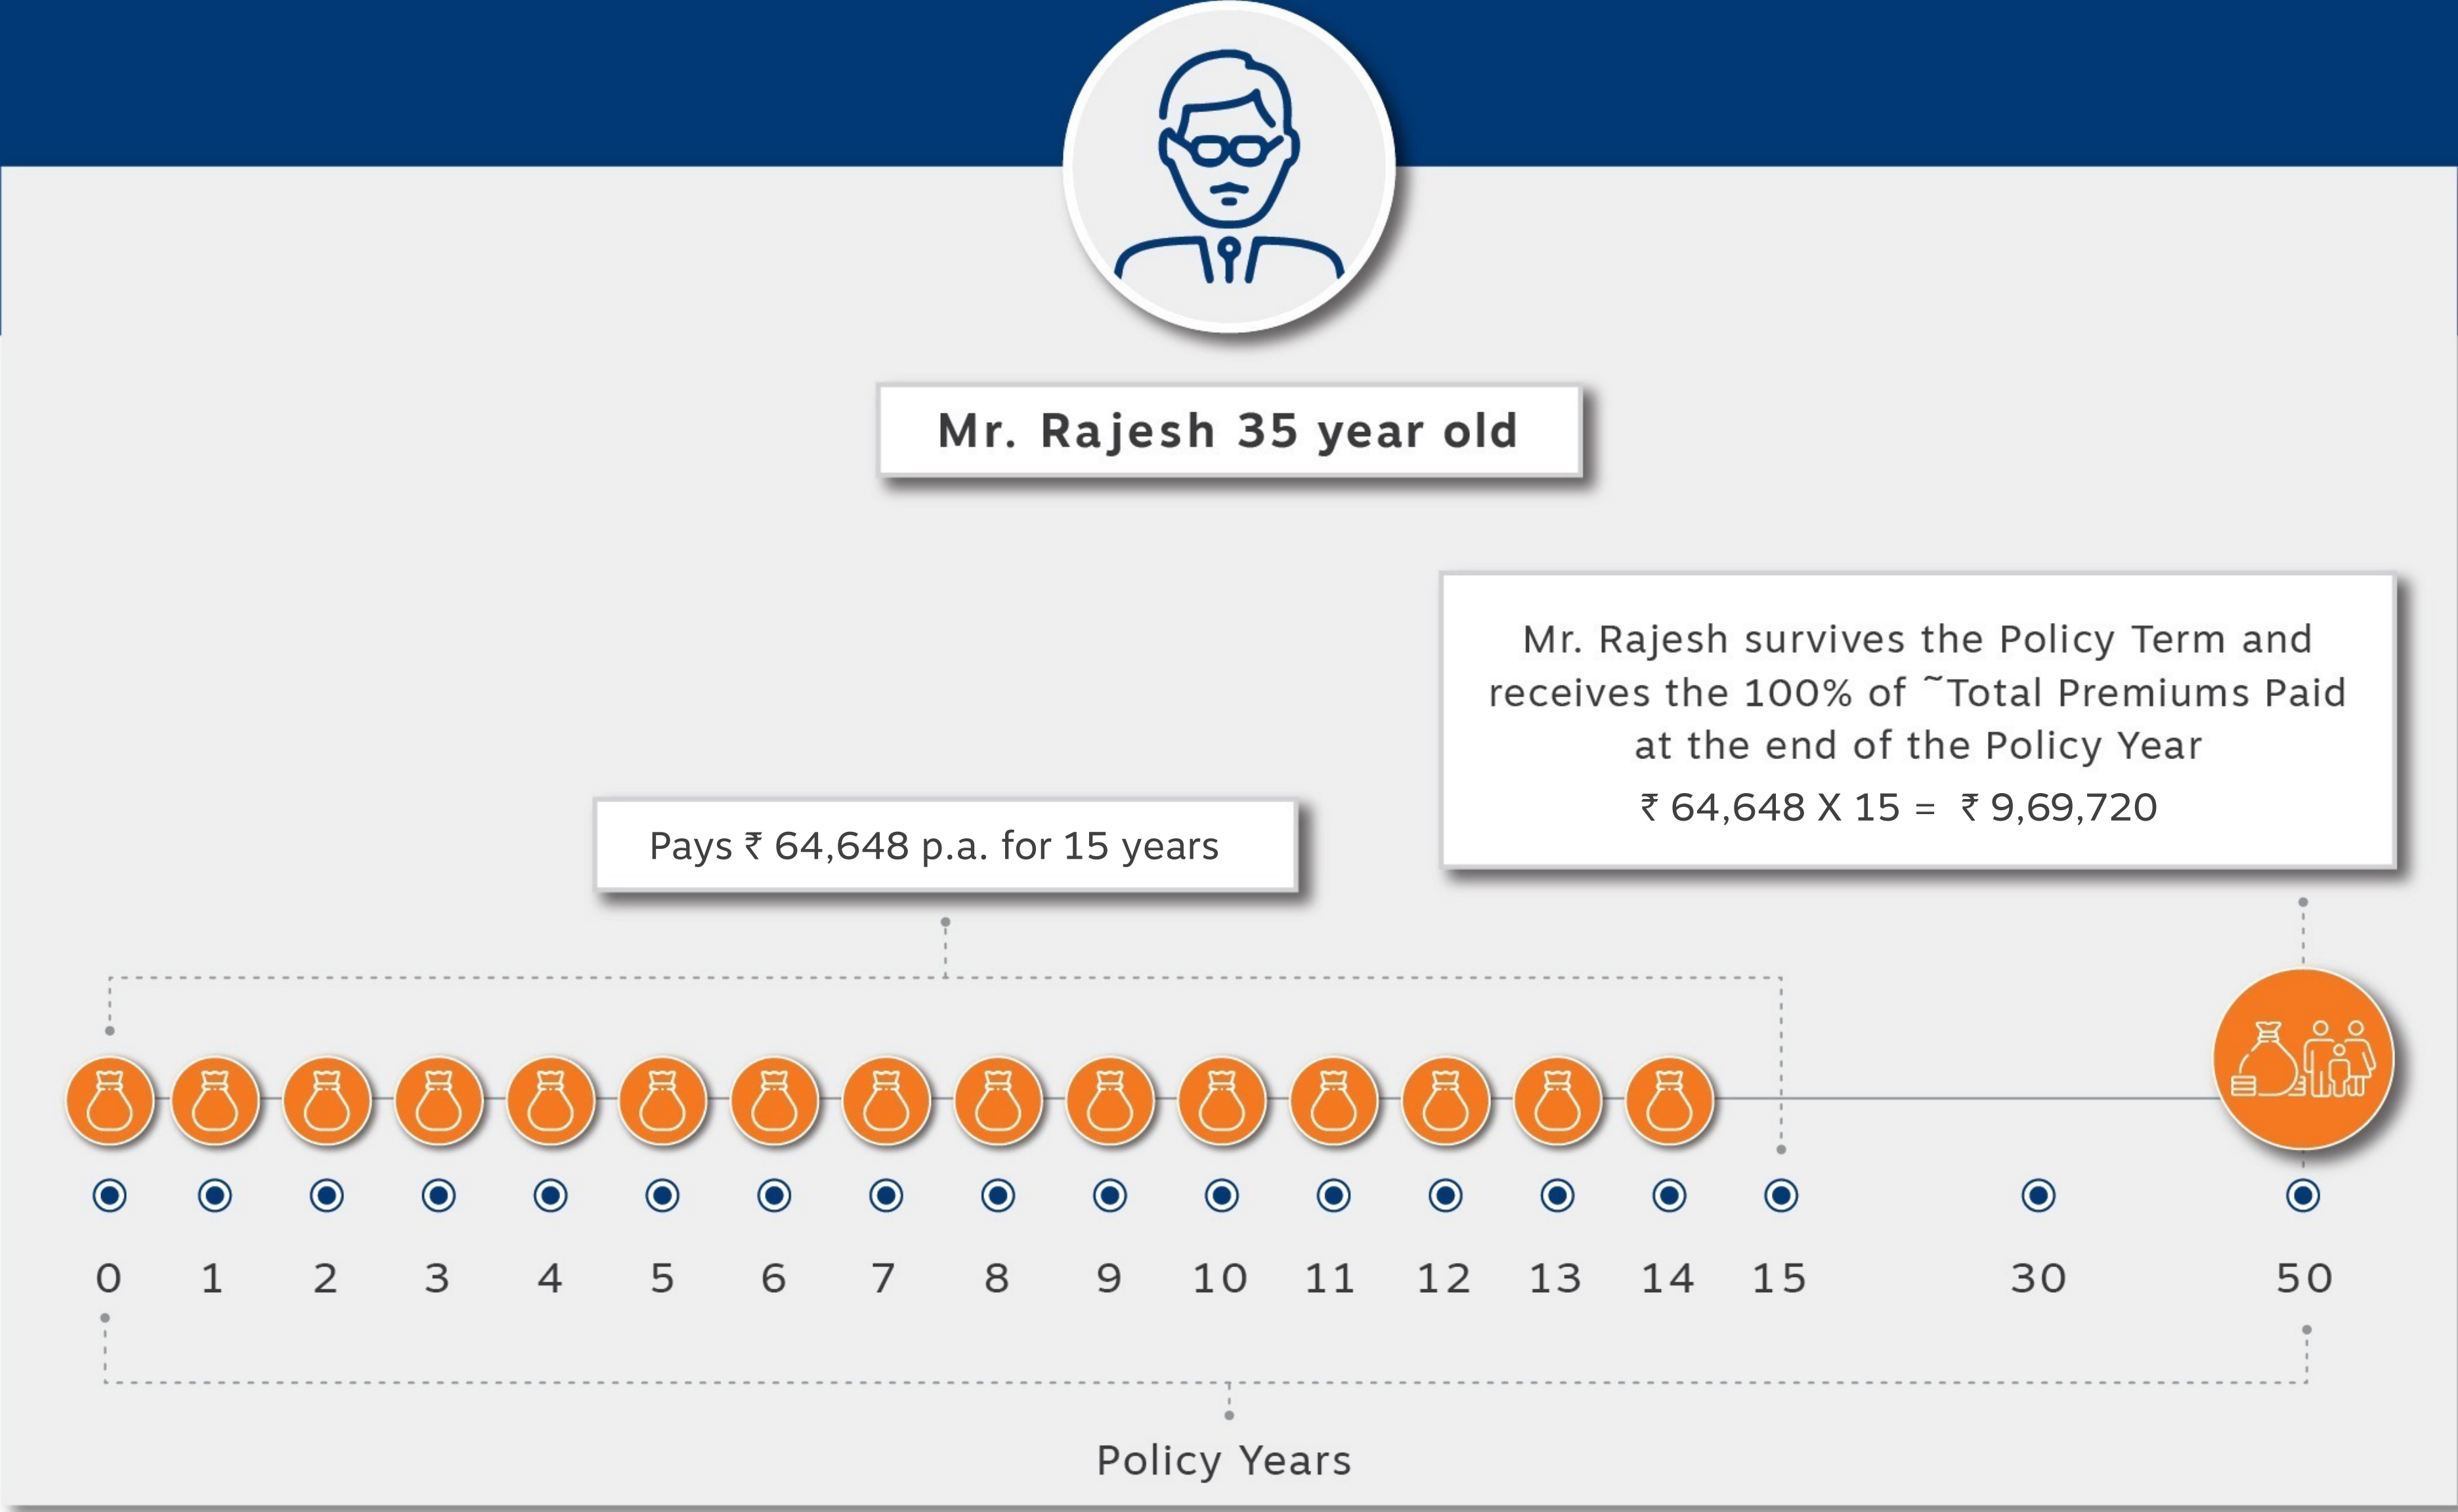 Mr. Rajesh 35 year old
Mr. Rajesh survives the Policy Term and
receives the 100% of ~Total Premiums Paid
at the end of the Policy Year
₹ 64,648 X 15 = ₹ 9,69,720
Pays ₹ 64,648 p.a. for 15 years
0 1 2 3 4 5 6 7 8 9 10 11 12 13 14 15 30 50
Policy Years